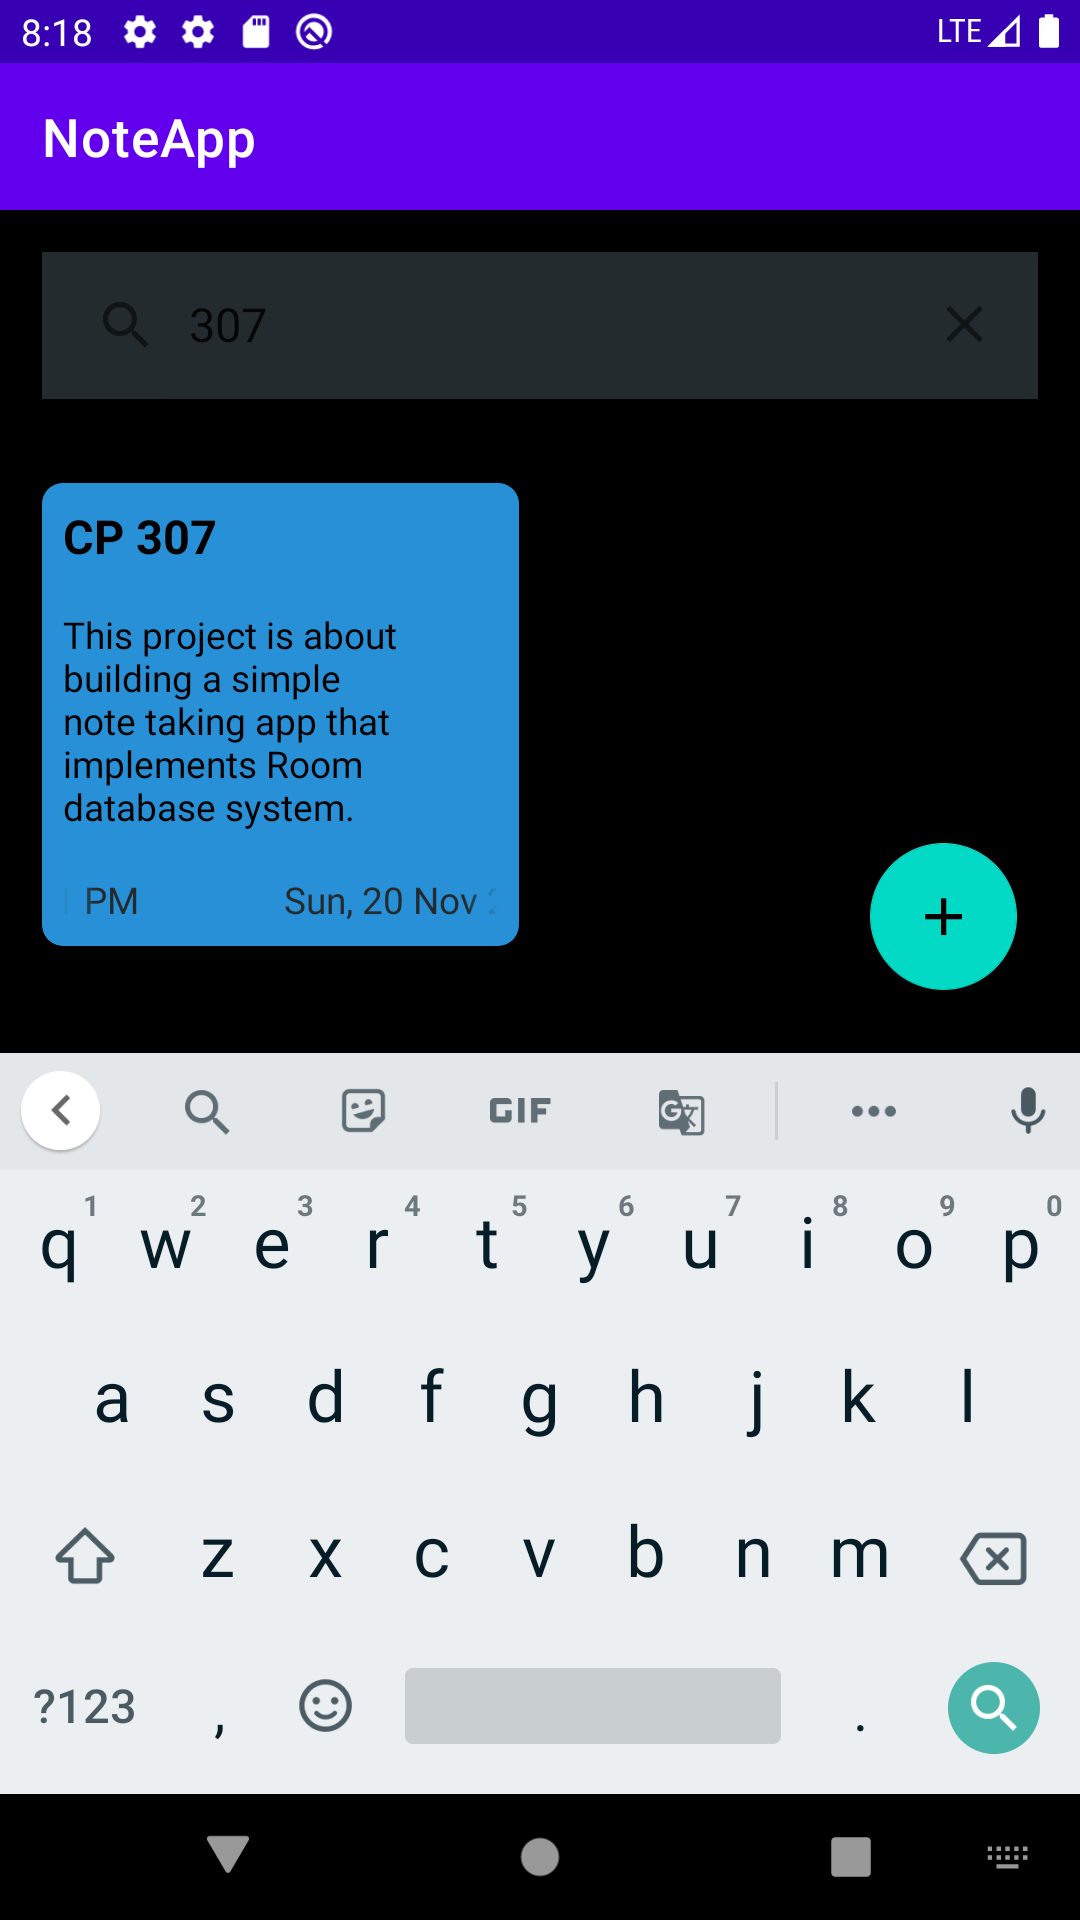 8:18 LTE
NoteApp
307
CP 307
This project is about
building a simple
note taking app that
implements Room
database system.
PM Sun, 20 Nov
GIF
1 2 3 4 5 6 7 8 9 0
q w e r t y u i o p
a s d f g h j k l
z x c v b n m
?123 , .